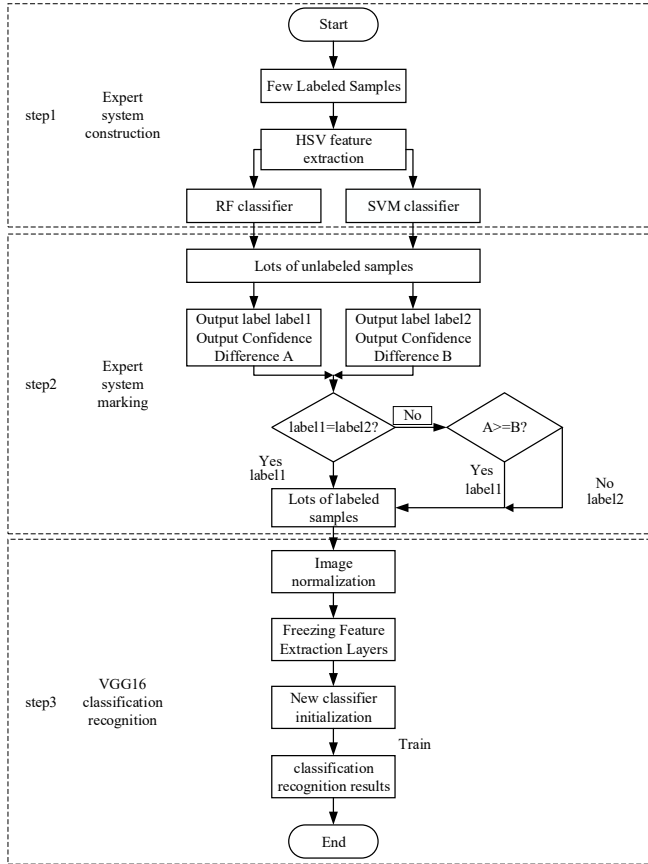 Start
Few Labeled Samples
step1
Expert
system
construction
HSV feature
extraction
RF classifier
SVM classifier
Lots of unlabeled samples
Output label label1
Output Confidence
Difference A
Output label label2
Output Confidence
Difference B
step2
Expert
system
marking
label1=label2?
No
A>=B?
Yes
label1
Yes
label1
No
label2
Lots of labeled
samples
Image
normalization
Freezing Feature
Extraction Layers
step3
VGG16
classification
recognition
New classifier
initialization
Train
classification
recognition results
End